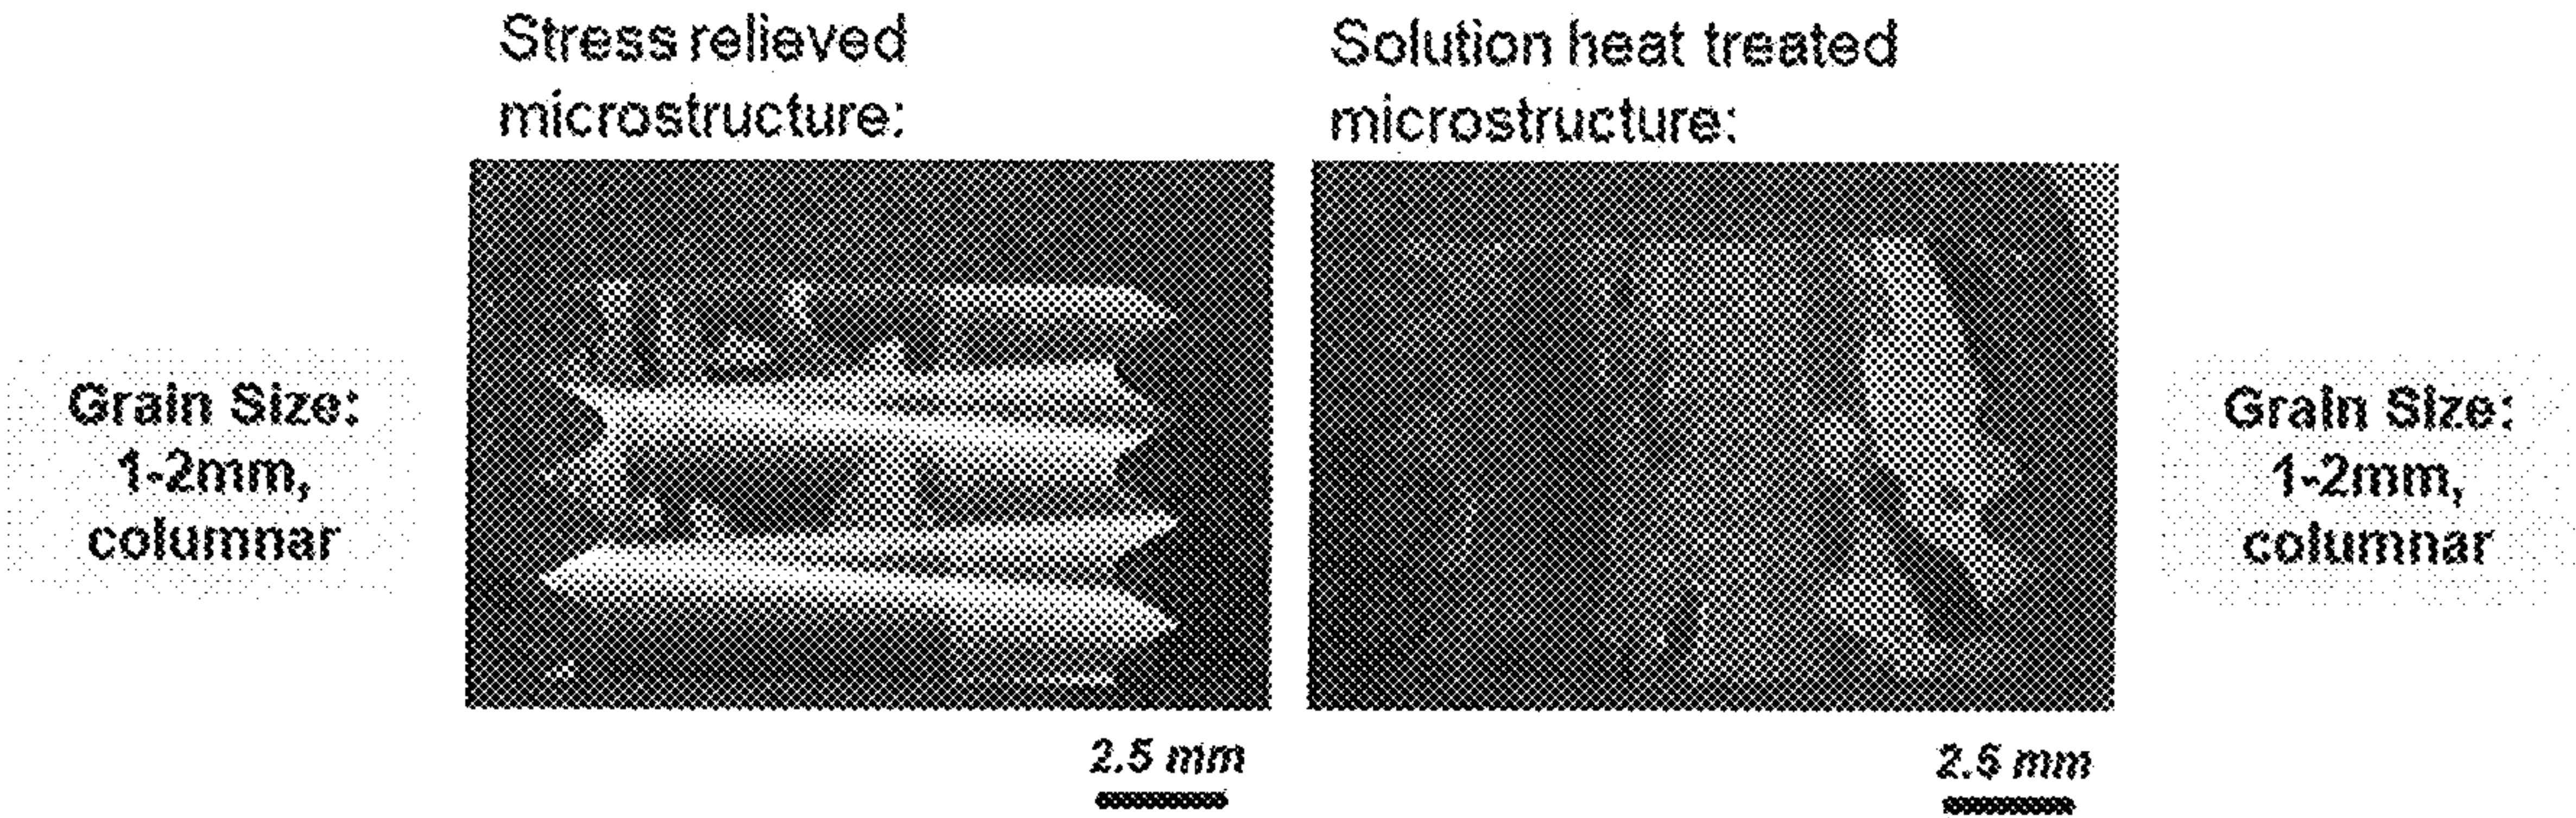 Stress relieved
microstructure:
Solution heat treated
microstructure:
Grain Size:
1-2mm,
columnar
Grain Size:
1-2mm,
columnar
2.5 mm
2.5 mm